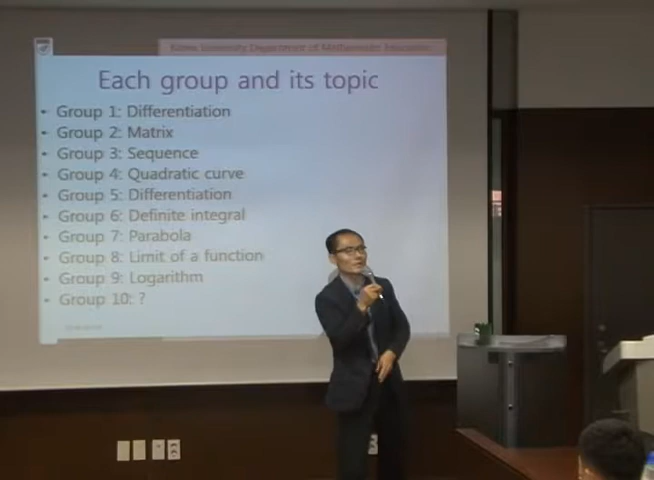 Korea University Department of Mathematics Education
Each group and its topic
• Group 1: Differentiation
• Group 2: Matrix
• Group 3: Sequence
• Group 4: Quadratic curve
• Group 5: Differentiation
• Group 6: Definite integral
• Group 7: Parabola
• Group 8: Limit of a function
• Group 9: Logarithm
• Group 10: ?